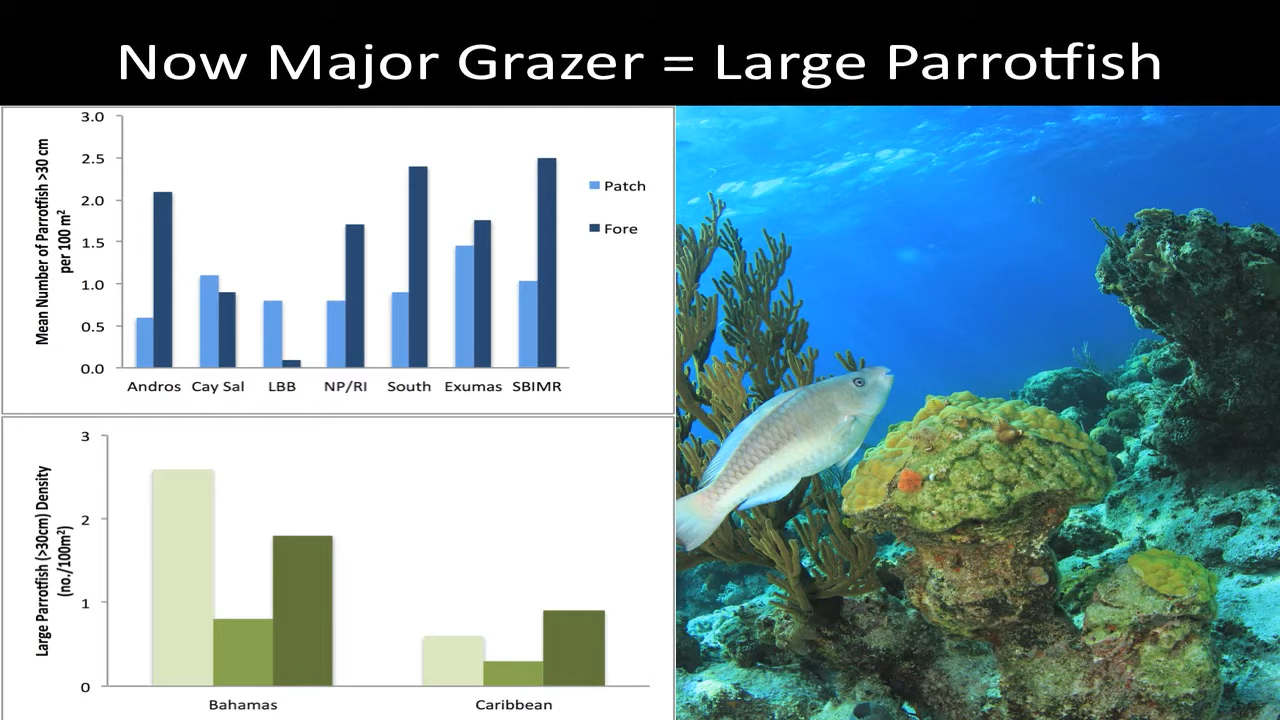 Now Major Grazer = Large Parrotfish
Mean Number of Parrotfish >30 cm
per 100 m²
3.0
2.5
2.0
1.5
1.0
0.5
0.0
Andros Cay Sal LBB NP/RI South Exumas SBIMR
Patch
Fore
Large Parrotfish (>30cm) Density
(no./100m²)
3
2
1
0
Bahamas Caribbean